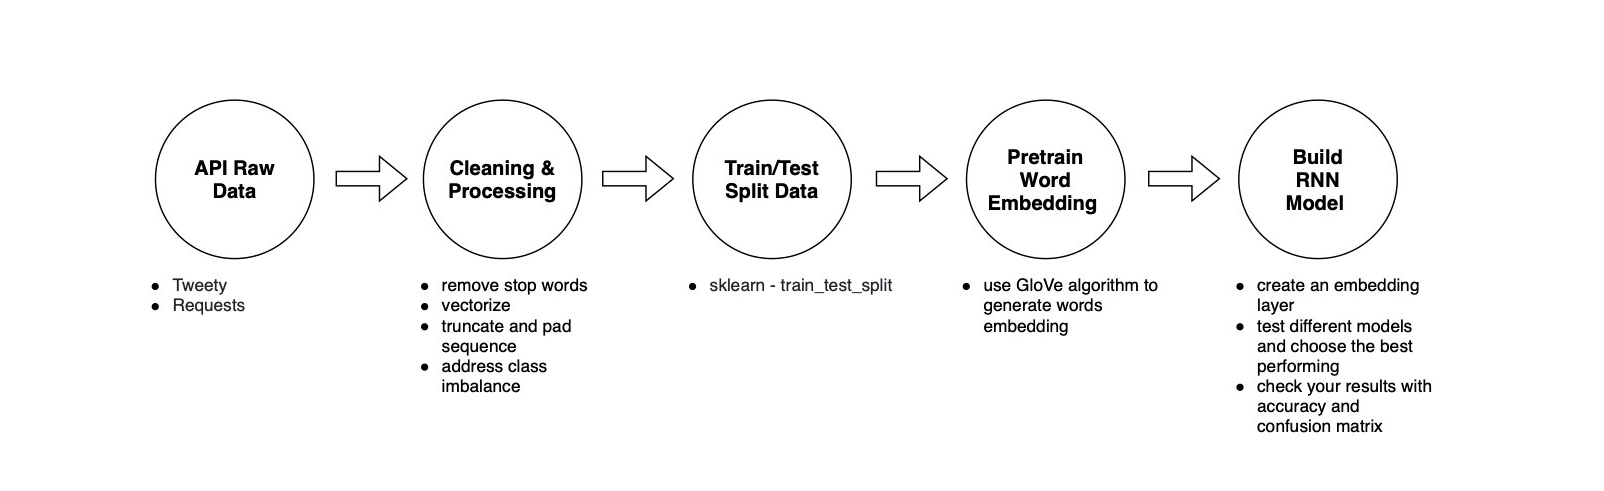 API Raw
Data
Cleaning &
Processing
Train/Test
Split Data
Pretrain
Word
Embedding
Build
RNN
Model
● Tweety
● Requests
● remove stop words
● vectorize
● truncate and pad
sequence
● address class
imbalance
● sklearn - train_test_split
● use GloVe algorithm to
generate words
embedding
● create an embedding
layer
● test different models
and choose the best
performing
● check your results with
accuracy and
confusion matrix